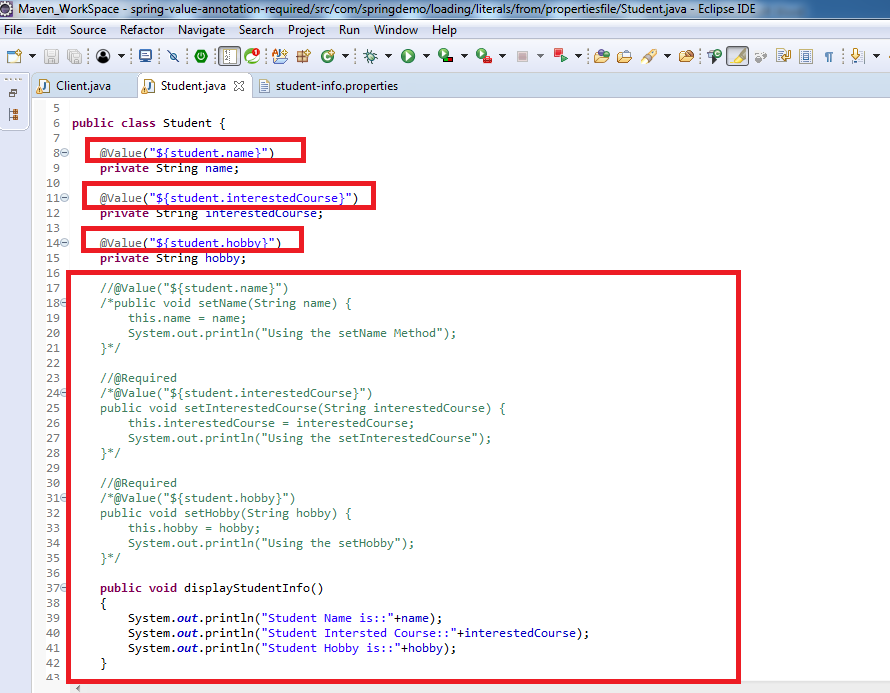 Maven_WorkSpace - spring-value-annotation-required/src/com/springdemo/loading/literals/from/propertiesfile/Student.java - Eclipse IDE
File Edit Source Refactor Navigate Search Project Run Window Help
Client.java Student.java student-info.properties
5
6 public class Student {
7
8 @Value("${student.name}")
9 private String name;
10
11 @Value("${student.interestedCourse}")
12 private String interestedCourse;
13
14 @Value("${student.hobby}")
15 private String hobby;
16
17 //@Value("${student.name}")
18 /*public void setName(String name) {
19 this.name = name;
20 System.out.println("Using the setName Method");
21 }*/
22
23 //@Required
24 /*@Value("${student.interestedCourse}")
25 public void setInterestedCourse(String interestedCourse) {
26 this.interestedCourse = interestedCourse;
27 System.out.println("Using the setInterestedCourse");
28 }*/
29
30 //@Required
31 /*@Value("${student.hobby}")
32 public void setHobby(String hobby) {
33 this.hobby = hobby;
34 System.out.println("Using the setHobby");
35 }*/
36
37 public void displayStudentInfo()
38 {
39 System.out.println("Student Name is::"+name);
40 System.out.println("Student Intersted Course::"+interestedCourse);
41 System.out.println("Student Hobby is::"+hobby);
42 }
43